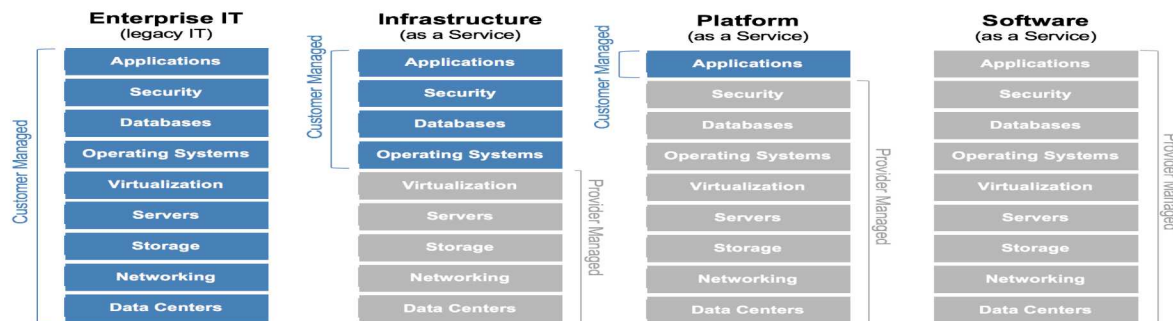 Enterprise IT
(legacy IT)
Customer Managed
Applications
Security
Databases
Operating Systems
Virtualization
Servers
Storage
Networking
Data Centers
Infrastructure
(as a Service)
Customer Managed
Applications
Security
Databases
Operating Systems
Virtualization
Servers
Storage
Networking
Data Centers
Provider Managed
Platform
(as a Service)
Customer Managed
Applications
Security
Databases
Operating Systems
Virtualization
Servers
Storage
Networking
Data Centers
Provider Managed
Software
(as a Service)
Applications
Security
Databases
Operating Systems
Virtualization
Servers
Storage
Networking
Data Centers
Provider Managed